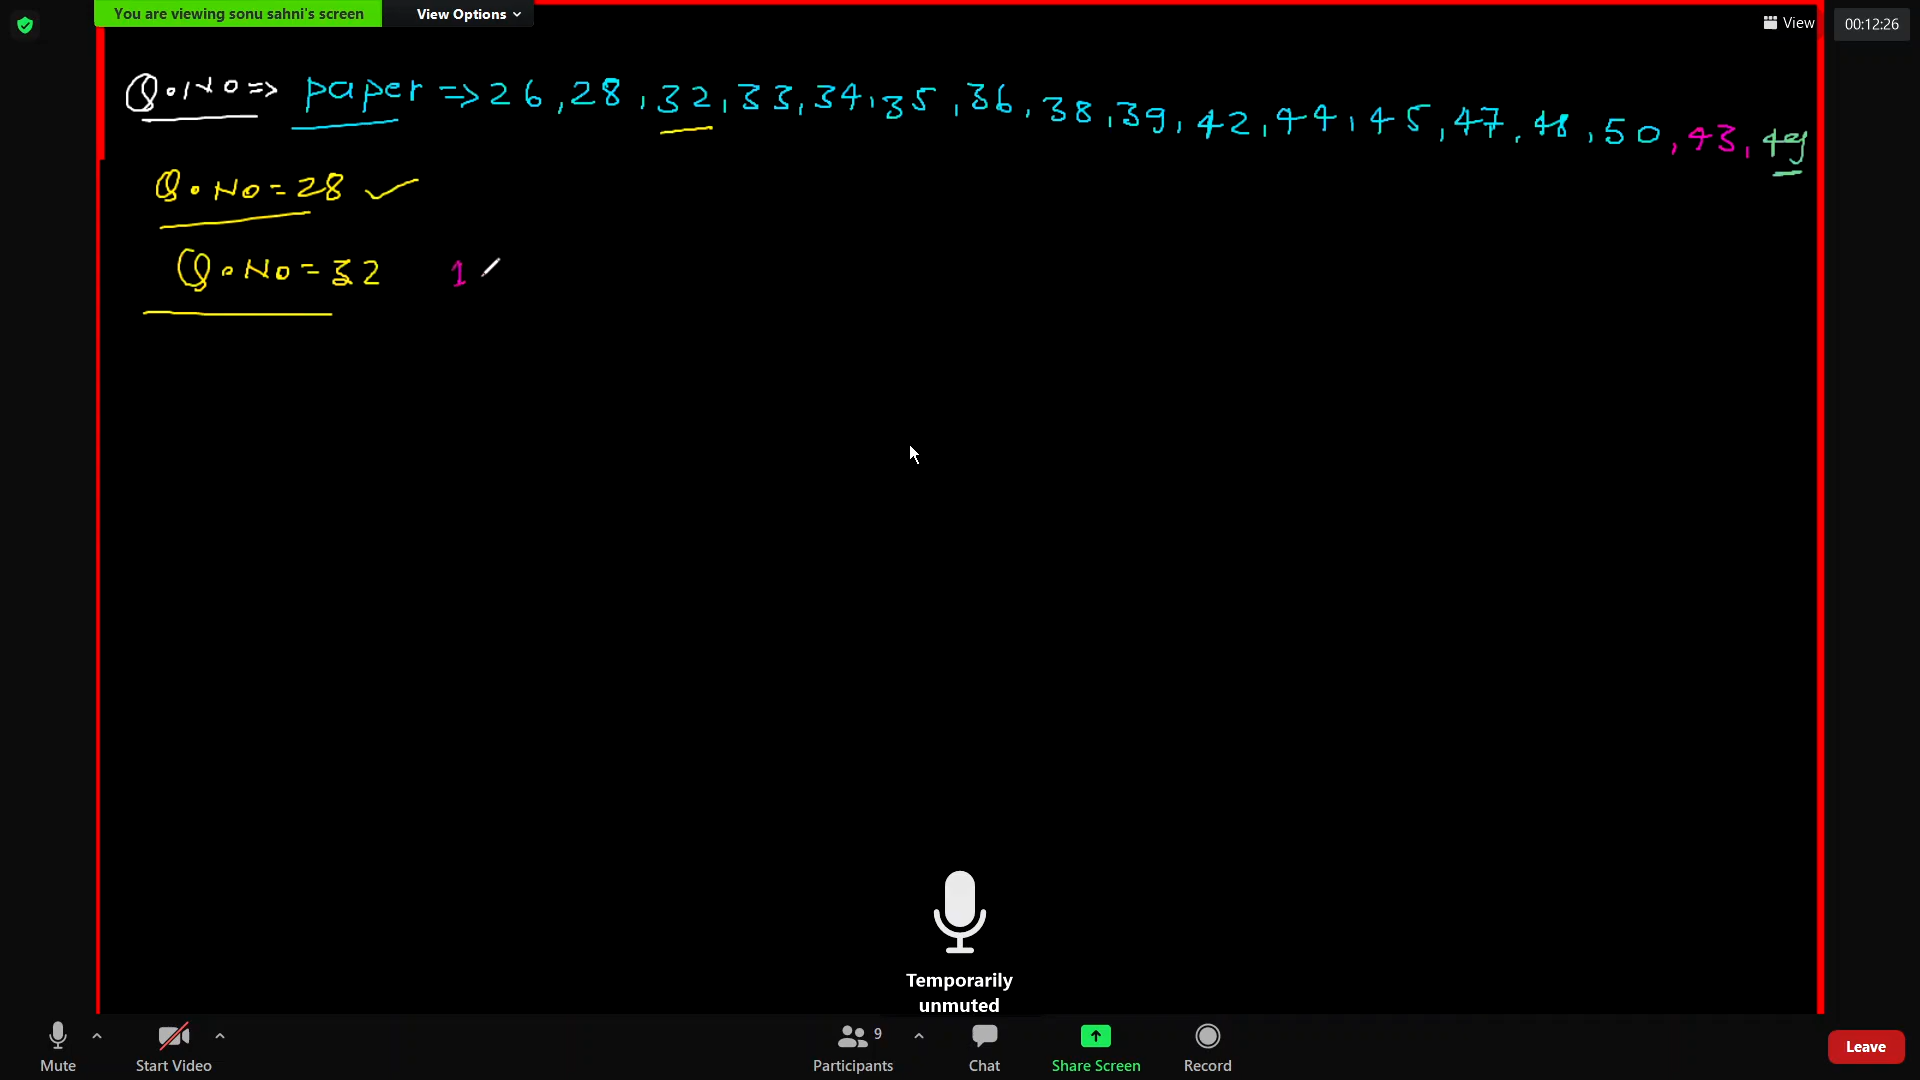 You are viewing sonu sahni's screen View Options
View 00:12:26
Q.No => paper => 26, 28, 32, 33, 34, 35, 36, 38, 39, 42, 44, 45, 47, 48, 50, 43, 49
Q.No = 28 ✓
Q.No = 32 1
Temporarily
unmuted
9
Mute Start Video Participants Chat Share Screen Record Leave